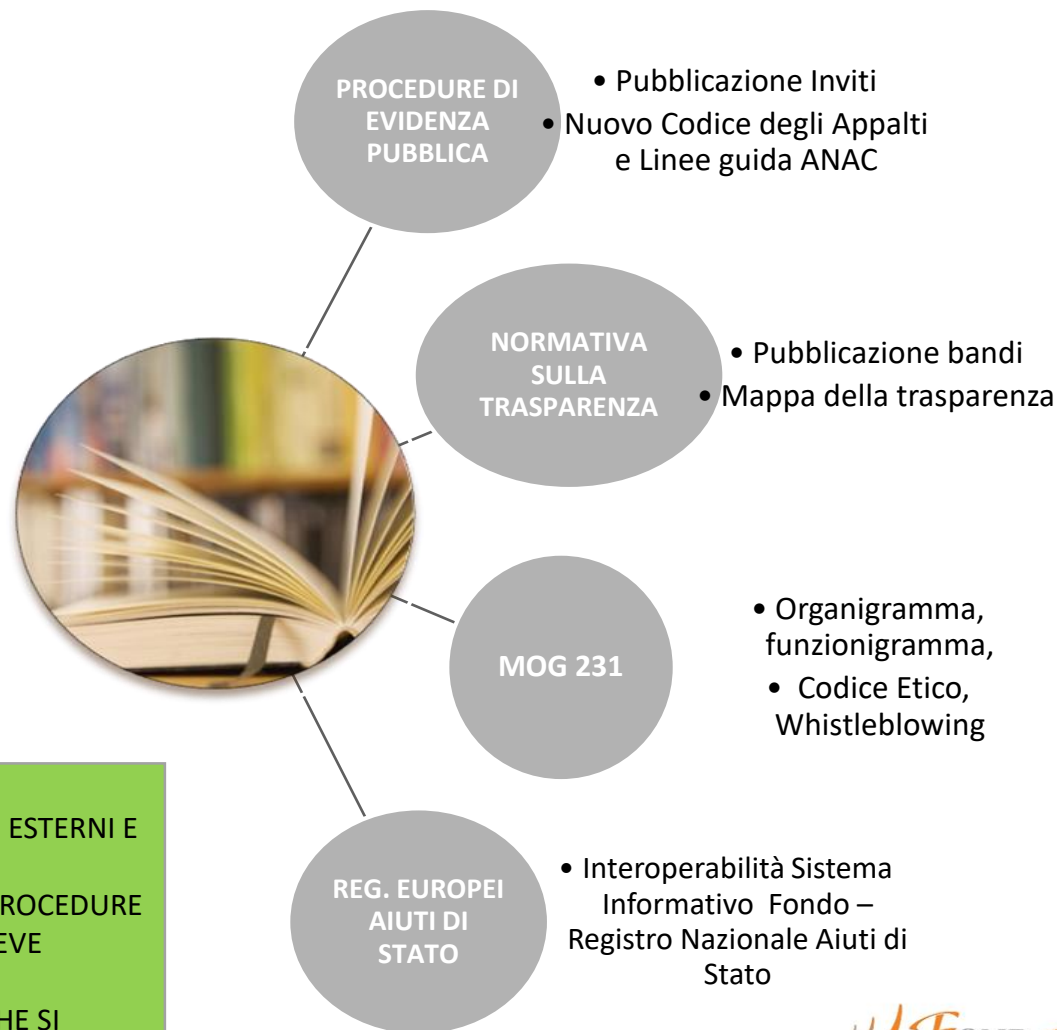 PROCEDURE DI
EVIDENZA
PUBBLICA
• Pubblicazione Inviti
• Nuovo Codice degli Appalti
e Linee guida ANAC
NORMATIVA
SULLA
TRASPARENZA
• Pubblicazione bandi
• Mappa della trasparenza
MOG 231
• Organigramma,
funzionigramma,
• Codice Etico,
Whistleblowing
REG. EUROPEI
AIUTI DI
STATO
• Interoperabilità Sistema
Informativo Fondo –
Registro Nazionale Aiuti di
Stato
ESTERNI E
HE SI